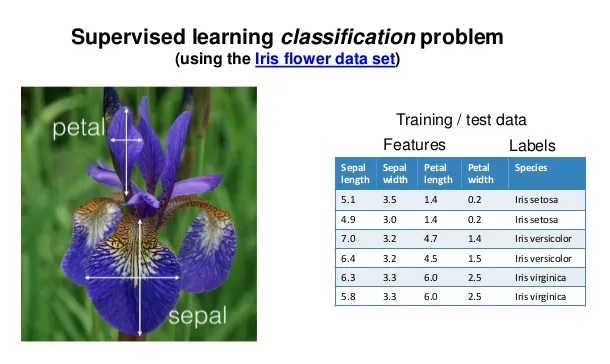 Supervised learning classification problem
(using the Iris flower data set)
petal
sepal
Training / test data
Features Labels
Sepal length Sepal width Petal length Petal width Species
5.1 3.5 1.4 0.2 Iris setosa
4.9 3.0 1.4 0.2 Iris setosa
7.0 3.2 4.7 1.4 Iris versicolor
6.4 3.2 4.5 1.5 Iris versicolor
6.3 3.3 6.0 2.5 Iris virginica
5.8 3.3 6.0 2.5 Iris virginica